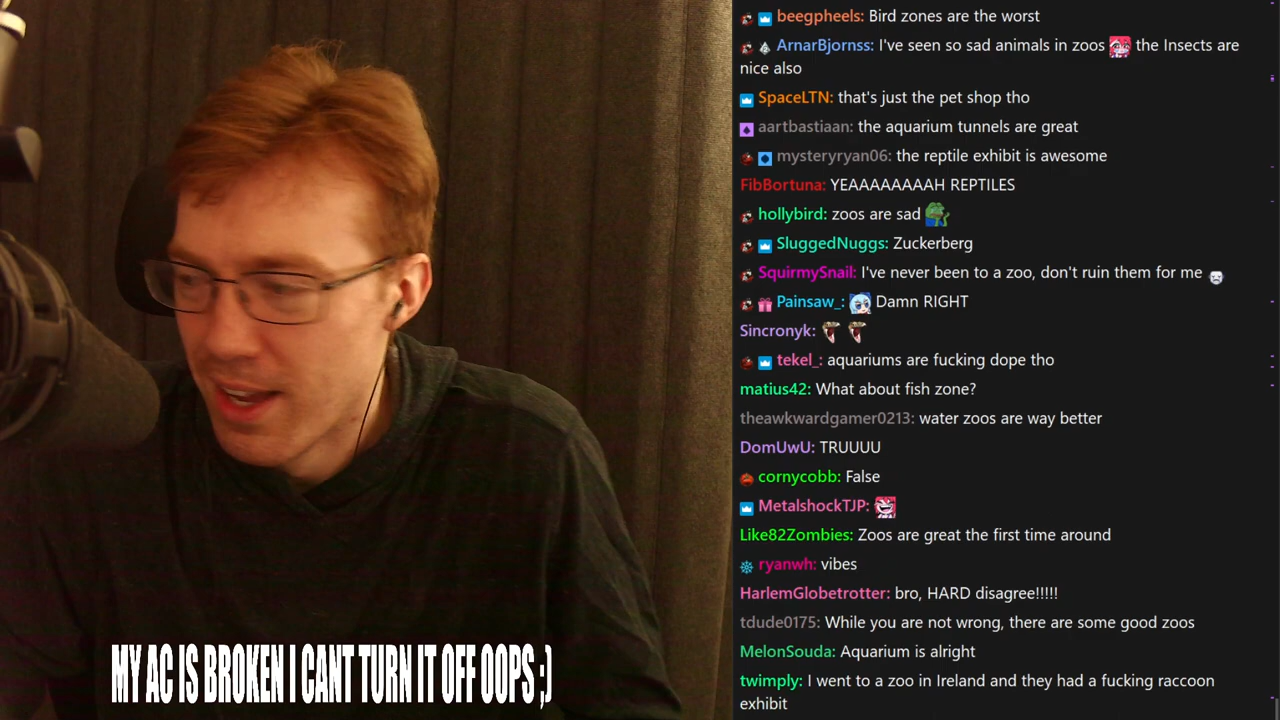 beegpheels: Bird zones are the worst
ArnarBjornss: I've seen so sad animals in zoos the Insects are
nice also
SpaceLTN: that's just the pet shop tho
aartbastiaan: the aquarium tunnels are great
mysteryryan06: the reptile exhibit is awesome
FibBortuna: YEAAAAAAAAH REPTILES
hollybird: zoos are sad
SluggedNuggs: Zuckerberg
SquirmySnail: I've never been to a zoo, don't ruin them for me
Painsaw_: Damn RIGHT
Sincronyk:
tekel_: aquariums are fucking dope tho
matius42: What about fish zone?
theawkwardgamer0213: water zoos are way better
DomUwU: TRUUUU
cornycobb: False
MetalshockTJP:
Like82Zombies: Zoos are great the first time around
ryanwh: vibes
HarlemGlobetrotter: bro, HARD disagree!!!!!
tdude0175: While you are not wrong, there are some good zoos
MelonSouda: Aquarium is alright
twimply: I went to a zoo in Ireland and they had a fucking raccoon
exhibit
MY AC IS BROKEN I CANT TURN IT OFF OOPS ;)